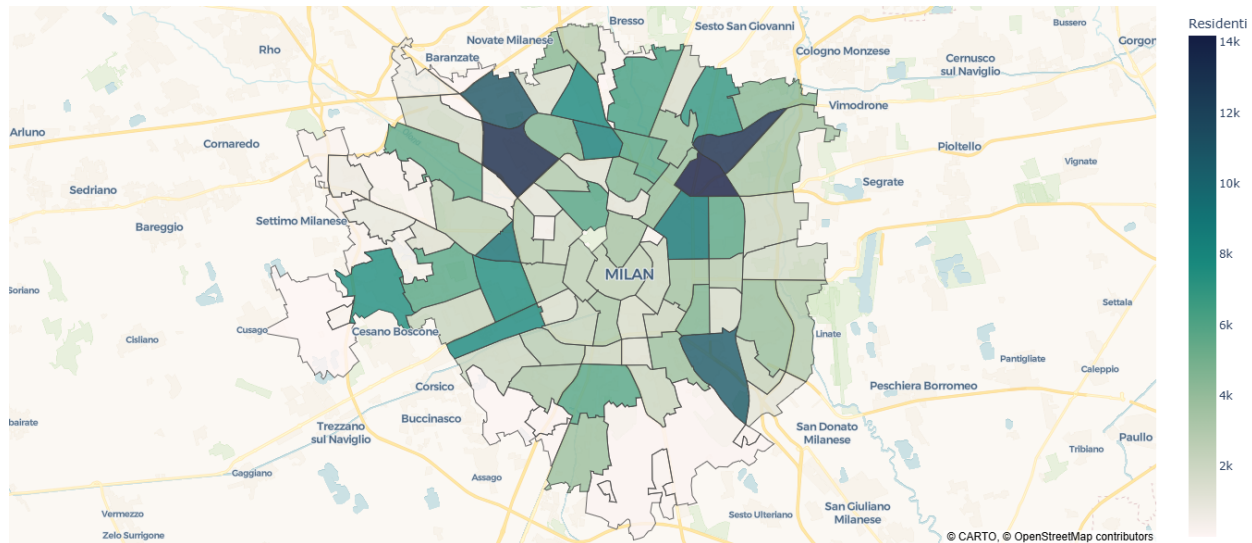 Bresso
Sesto San Giovanni
Bussero
Residenti
Rho
Novate Milanese
Baranzate
Cologno Monzese
Cernusco
sul Naviglio
Gorgon
14k
Arluno
Cornaredo
Vimodrone
12k
Pioltello
Vignate
Sedriano
Segrate
10k
Bareggio
Settimo Milanese
8k
MILAN
Soriano
Settala
Cusago
Cisliano
Cesano Boscone
Linate
6k
Pantigliate
Caleppio
Corsico
Peschiera Borromeo
4k
Buccinasco
Trezzano
sul Naviglio
San Donato
Milanese
Paullo
Tribiano
Gaggiano
Assago
2k
Vermezzo
Zelo Surrigone
Sesto Ulteriano
San Giuliano
Milanese
© CARTO, © OpenStreetMap contributors